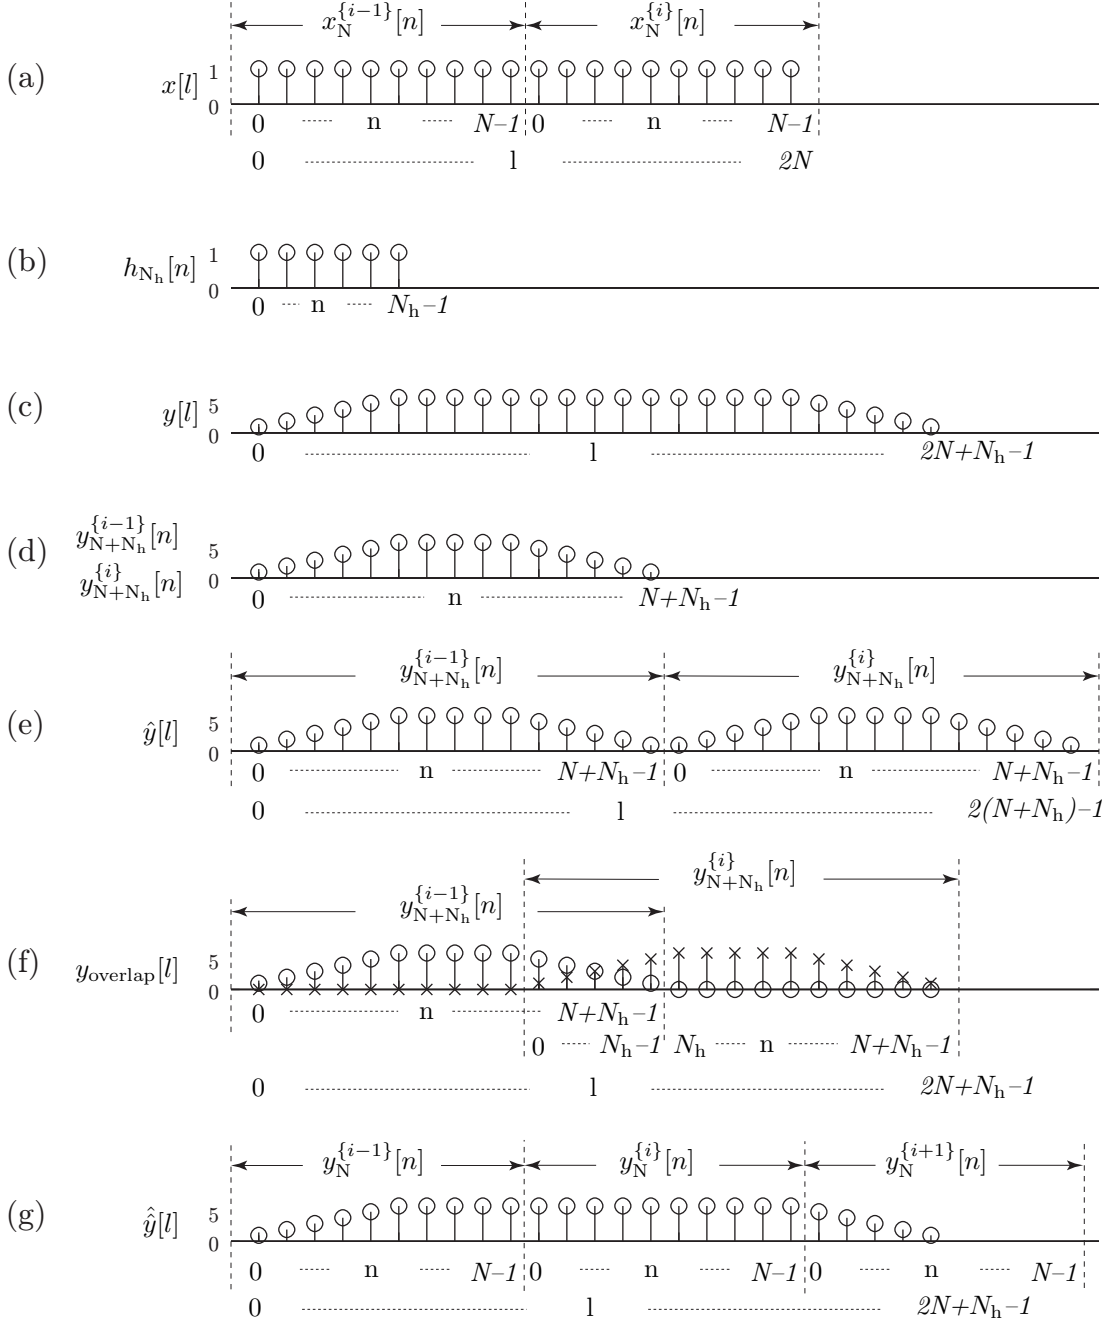 x_N^{i−1}[n] x_N^{i}[n]
(a) x[l] 1 0
0 n N−1 0 n N−1
0 l 2N
(b) h_{N_h}[n] 1 0
0 n N_h−1
(c) y[l] 5 0
0 l 2N+N_h−1
(d) y_{N+N_h}^{i−1}[n] 5 0
y_{N+N_h}^{i}[n]
0 n N+N_h−1
y_{N+N_h}^{i−1}[n] y_{N+N_h}^{i}[n]
(e) ŷ[l] 5 0
0 n N+N_h−1 0 n N+N_h−1
0 l 2(N+N_h)−1
y_{N+N_h}^{i}[n]
y_{N+N_h}^{i−1}[n]
(f) y_overlap[l] 5 0
0 n N+N_h−1
0 N_h−1 N_h n N+N_h−1
0 l 2N+N_h−1
y_N^{i−1}[n] y_N^{i}[n] y_N^{i+1}[n]
(g) ŷ̂[l] 5 0
0 n N−1 0 n N−1 0 n N−1
0 l 2N+N_h−1